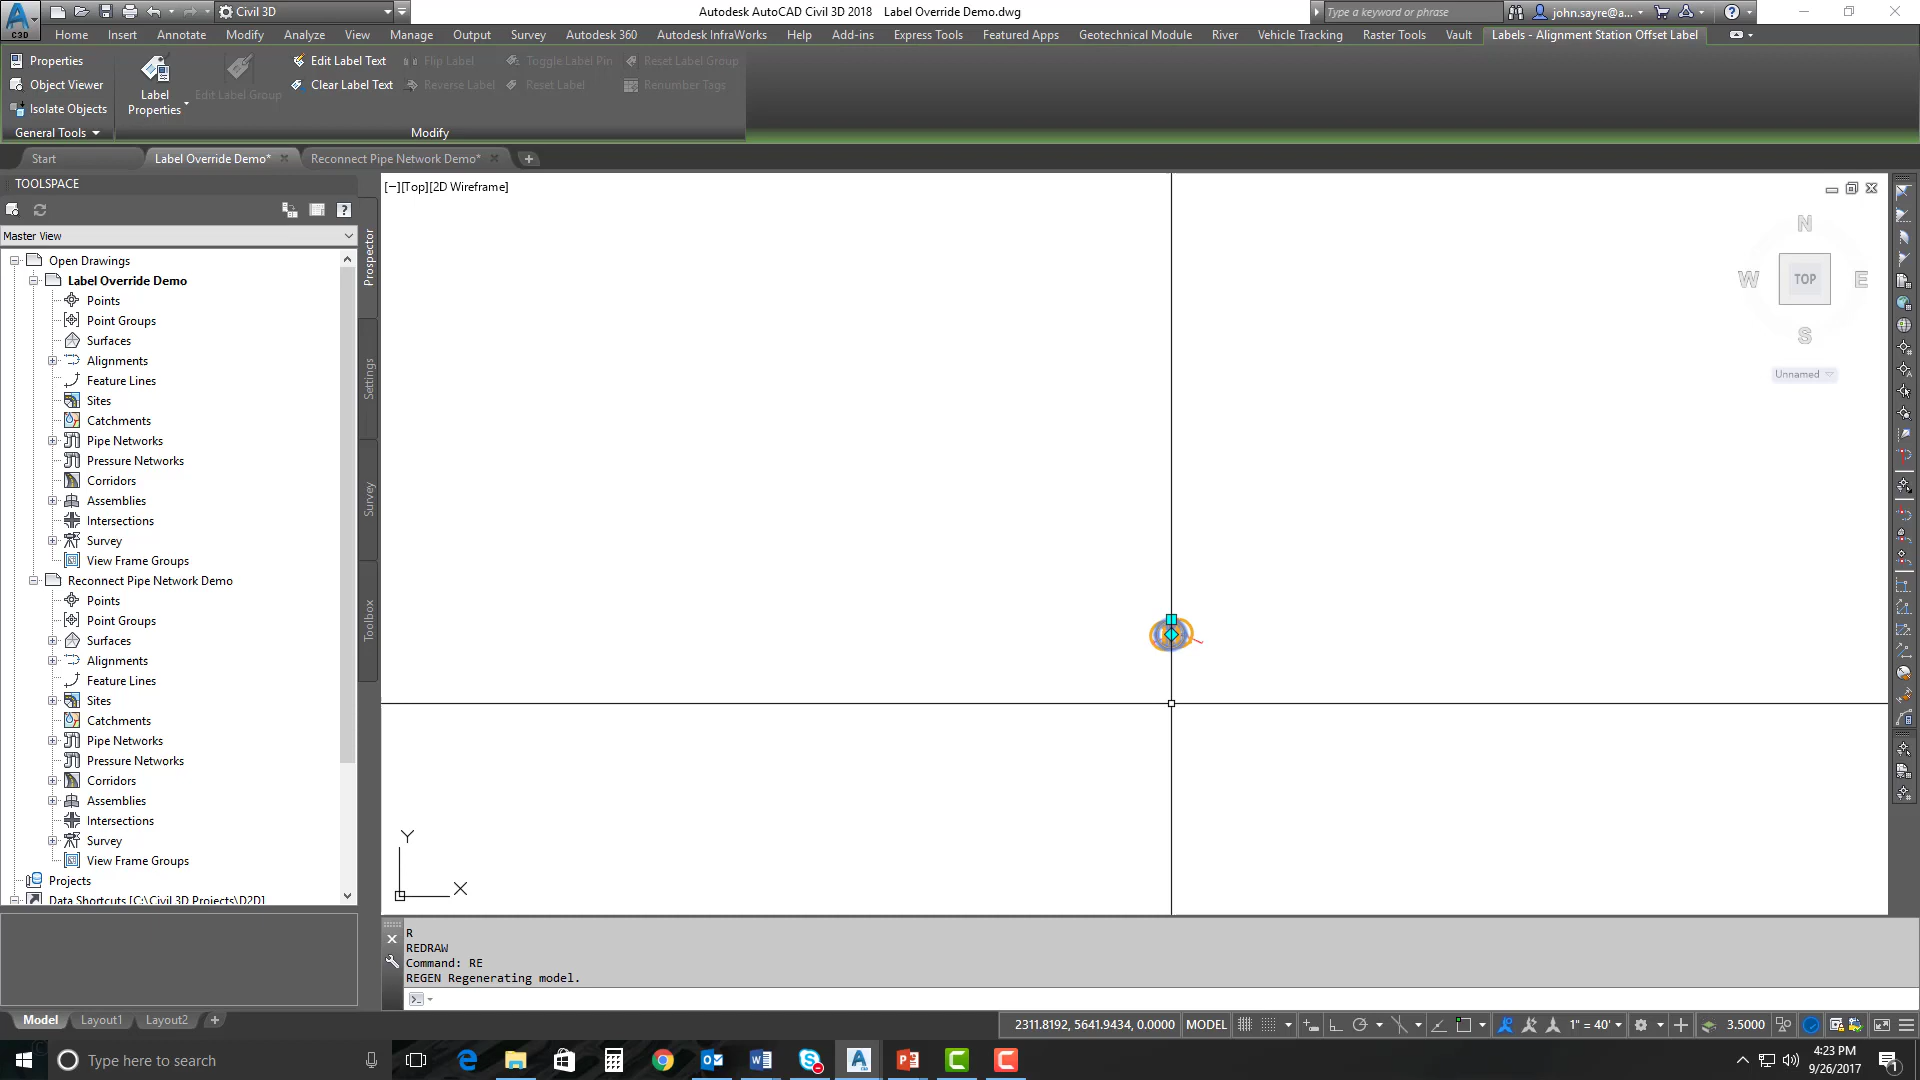 Civil 3D
Autodesk AutoCAD Civil 3D 2018 Label Override Demo.dwg
Type a keyword or phrase
john.sayre@a...
C3D
Home Insert Annotate Modify Analyze View Manage Output Survey Autodesk 360 Autodesk InfraWorks Help Add-ins Express Tools Featured Apps Geotechnical Module River Vehicle Tracking Raster Tools Vault Labels - Alignment Station Offset Label
Properties
Object Viewer
Isolate Objects
General Tools
Label
Properties
Edit Label Group
Edit Label Text
Clear Label Text
Flip Label
Reverse Label
Toggle Label Pin
Reset Label
Reset Label Group
Renumber Tags
Modify
Start
Label Override Demo*
Reconnect Pipe Network Demo*
TOOLSPACE
Master View
Open Drawings
Label Override Demo
Points
Point Groups
Surfaces
Alignments
Feature Lines
Sites
Catchments
Pipe Networks
Pressure Networks
Corridors
Assemblies
Intersections
Survey
View Frame Groups
Reconnect Pipe Network Demo
Points
Point Groups
Surfaces
Alignments
Feature Lines
Sites
Catchments
Pipe Networks
Pressure Networks
Corridors
Assemblies
Intersections
Survey
View Frame Groups
Projects
Data Shortcuts [C:\Civil 3D Projects\D2D]
Prospector
Settings
Survey
Toolbox
[−][Top][2D Wireframe]
N
W
TOP
E
S
Unnamed
Y
X
R
REDRAW
Command: RE
REGEN Regenerating model.
Model Layout1 Layout2
2311.8192, 5641.9434, 0.0000 MODEL
1" = 40'
3.5000
Type here to search
4:23 PM
9/26/2017
1